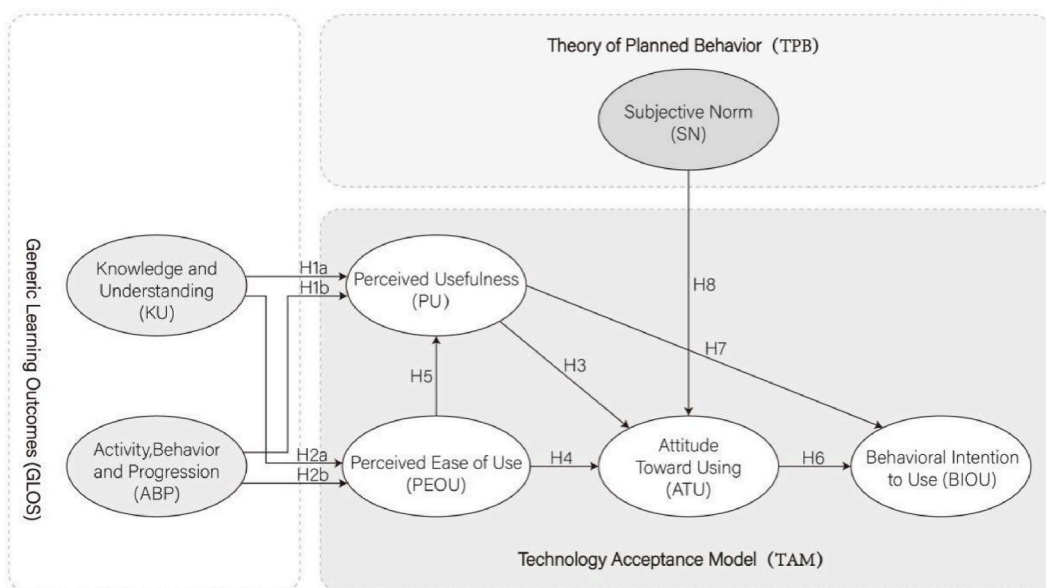 Theory of Planned Behavior (TPB)
Subjective Norm
(SN)
Generic Learning Outcomes (GLOS)
Knowledge and
Understanding
(KU)
H1a
H1b
Perceived Usefulness
(PU)
H8
H7
H3
H5
Activity,Behavior
and Progression
(ABP)
H2a
H2b
Perceived Ease of Use
(PEOU)
H4
Attitude
Toward Using
(ATU)
H6
Behavioral Intention
to Use (BIOU)
Technology Acceptance Model (TAM)